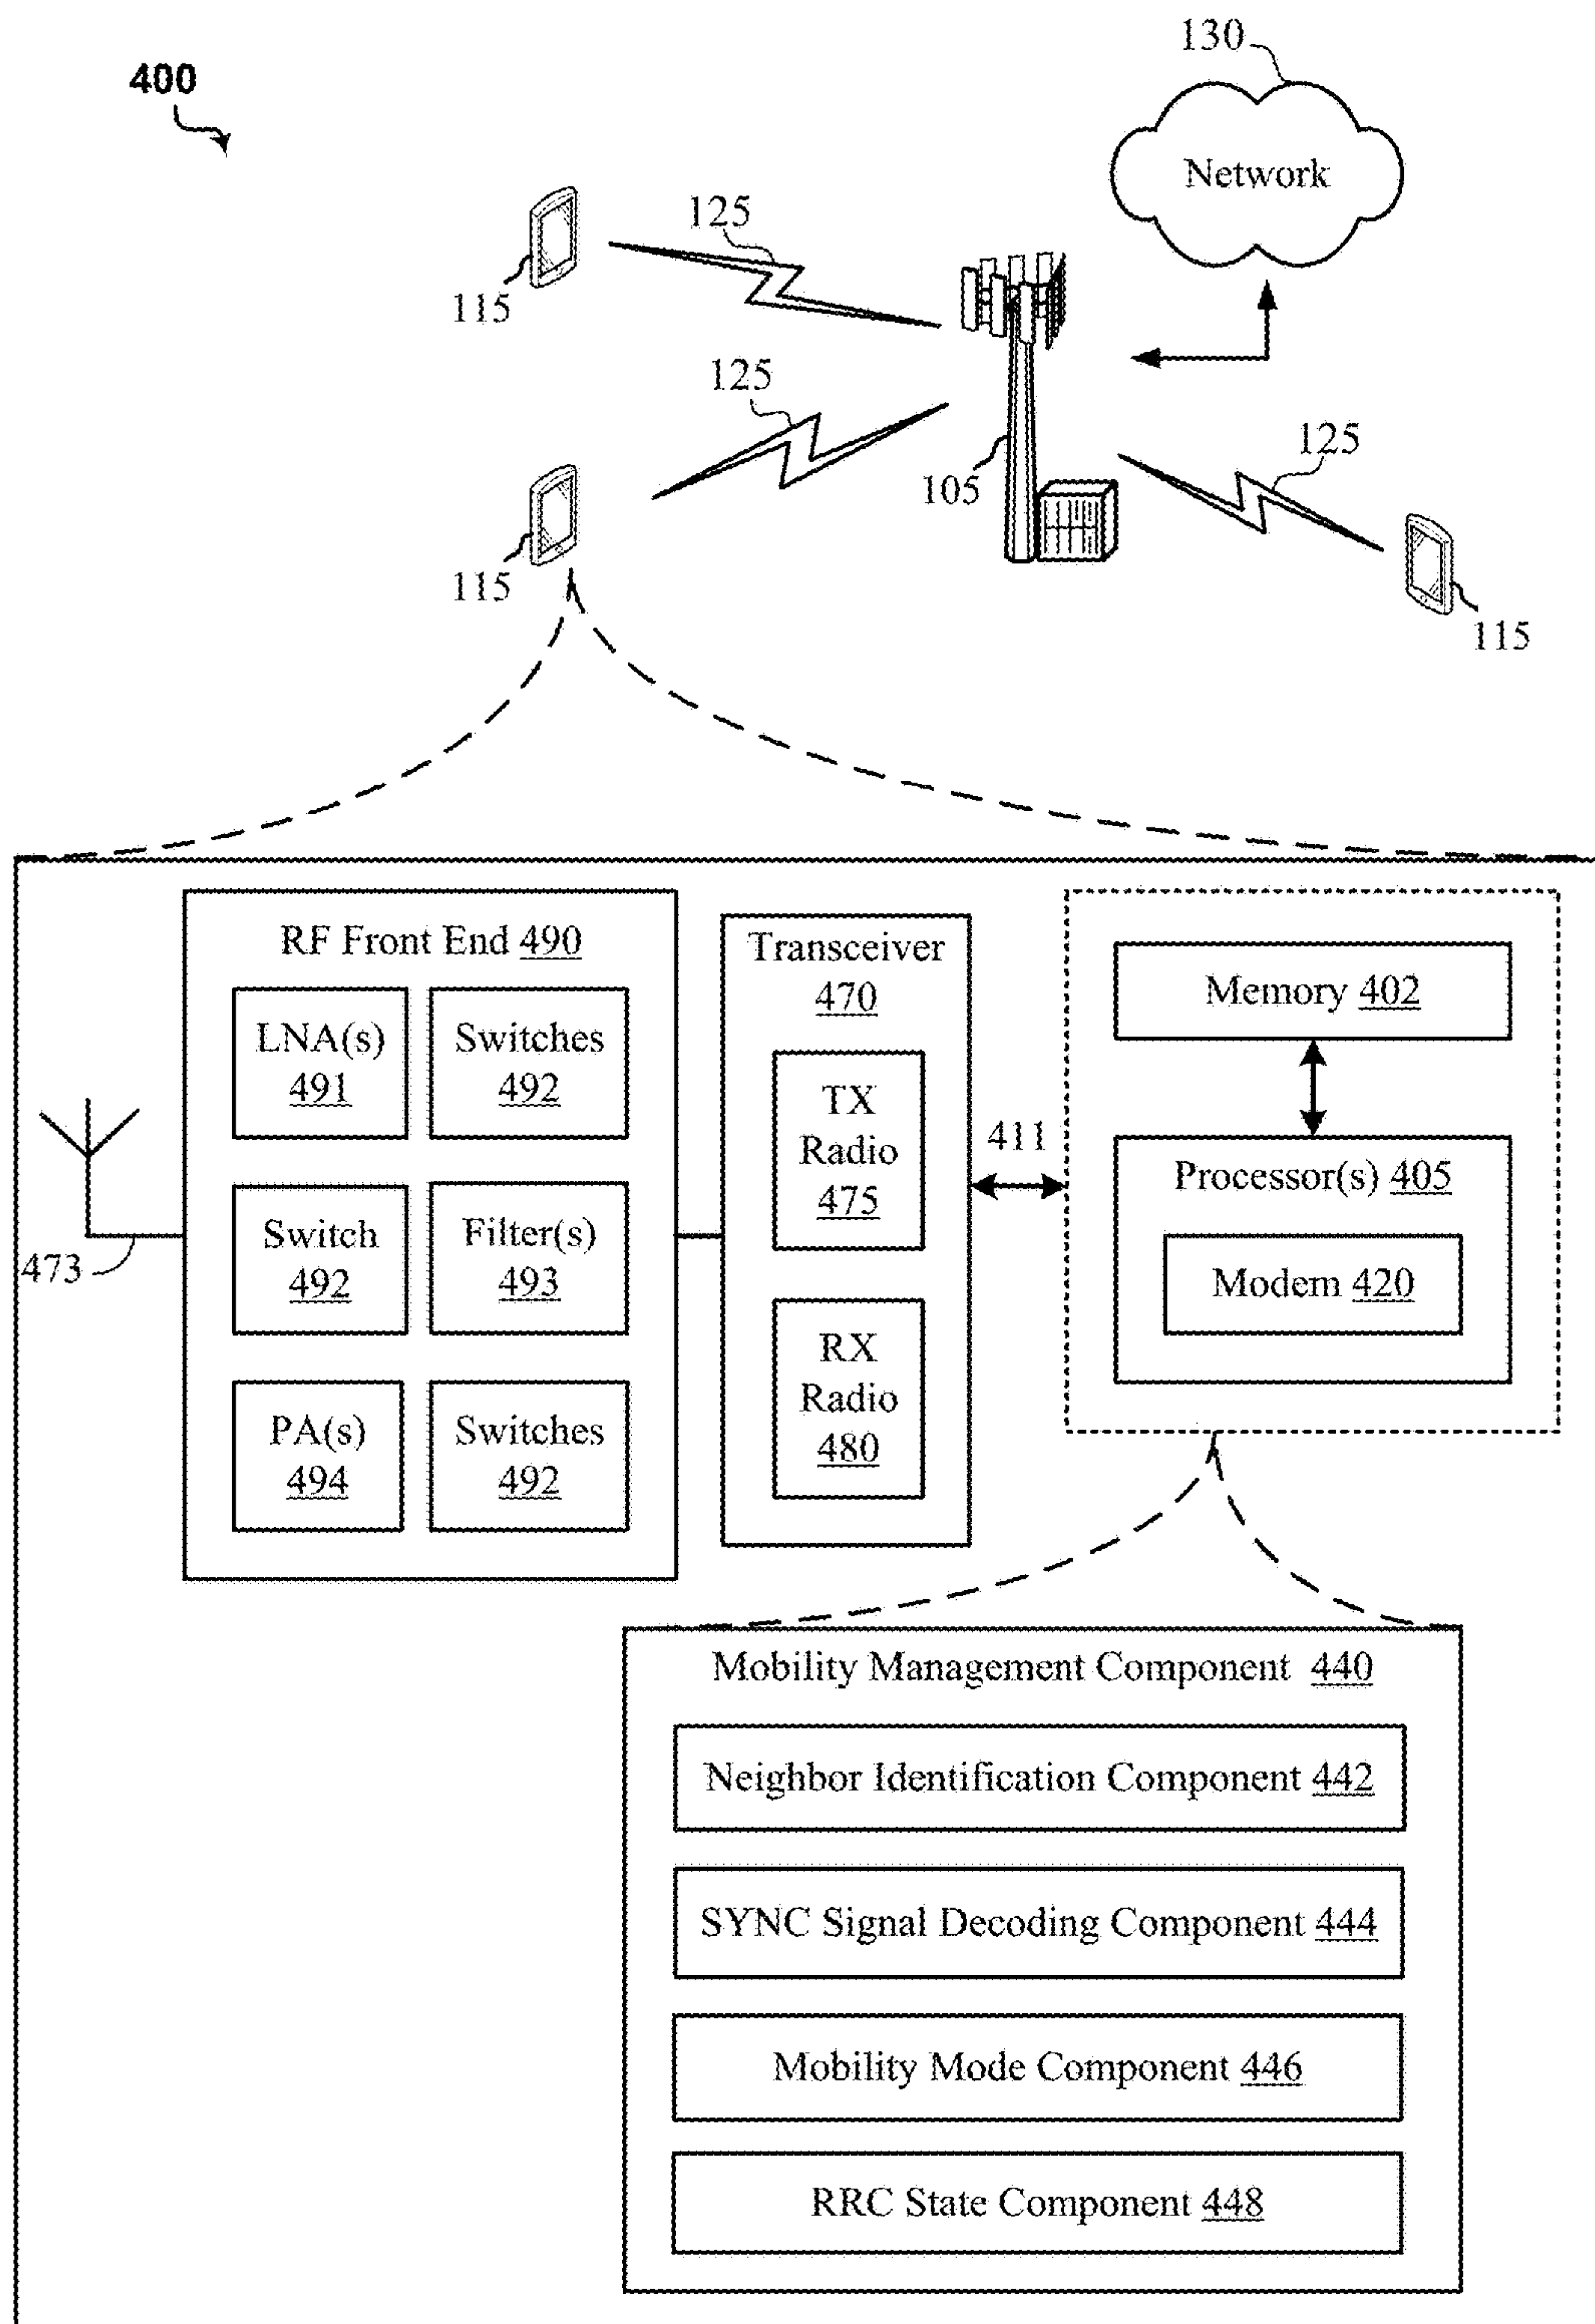 400
130
Network
125
115
125
105
125
115
115
RF Front End 490
LNA(s)
491
Switches
492
Switch
492
Filter(s)
493
PA(s)
494
Switches
492
473
Transceiver
470
TX
Radio
475
RX
Radio
480
411
Memory 402
Processor(s) 405
Modem 420
Mobility Management Component 440
Neighbor Identification Component 442
SYNC Signal Decoding Component 444
Mobility Mode Component 446
RRC State Component 448